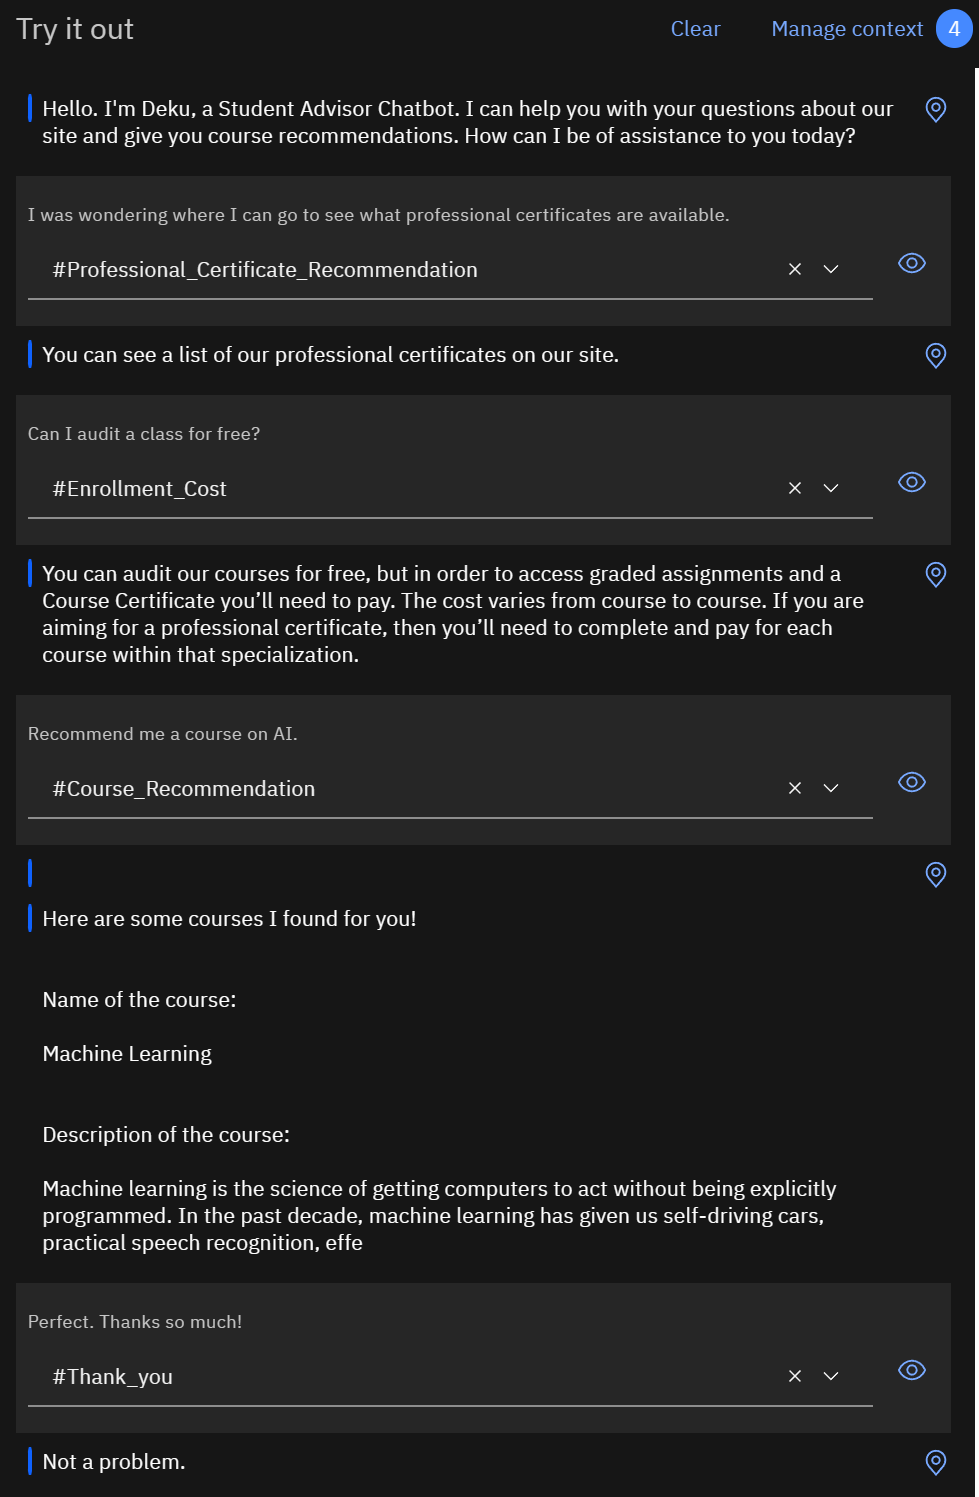 Try it out
Clear
Manage context
4
Hello. I'm Deku, a Student Advisor Chatbot. I can help you with your questions about our
site and give you course recommendations. How can I be of assistance to you today?
I was wondering where I can go to see what professional certificates are available.
#Professional_Certificate_Recommendation
You can see a list of our professional certificates on our site.
Can I audit a class for free?
#Enrollment_Cost
You can audit our courses for free, but in order to access graded assignments and a
Course Certificate you’ll need to pay. The cost varies from course to course. If you are
aiming for a professional certificate, then you’ll need to complete and pay for each
course within that specialization.
Recommend me a course on AI.
#Course_Recommendation
Here are some courses I found for you!
Name of the course:
Machine Learning
Description of the course:
Machine learning is the science of getting computers to act without being explicitly
programmed. In the past decade, machine learning has given us self-driving cars,
practical speech recognition, effe
Perfect. Thanks so much!
#Thank_you
Not a problem.